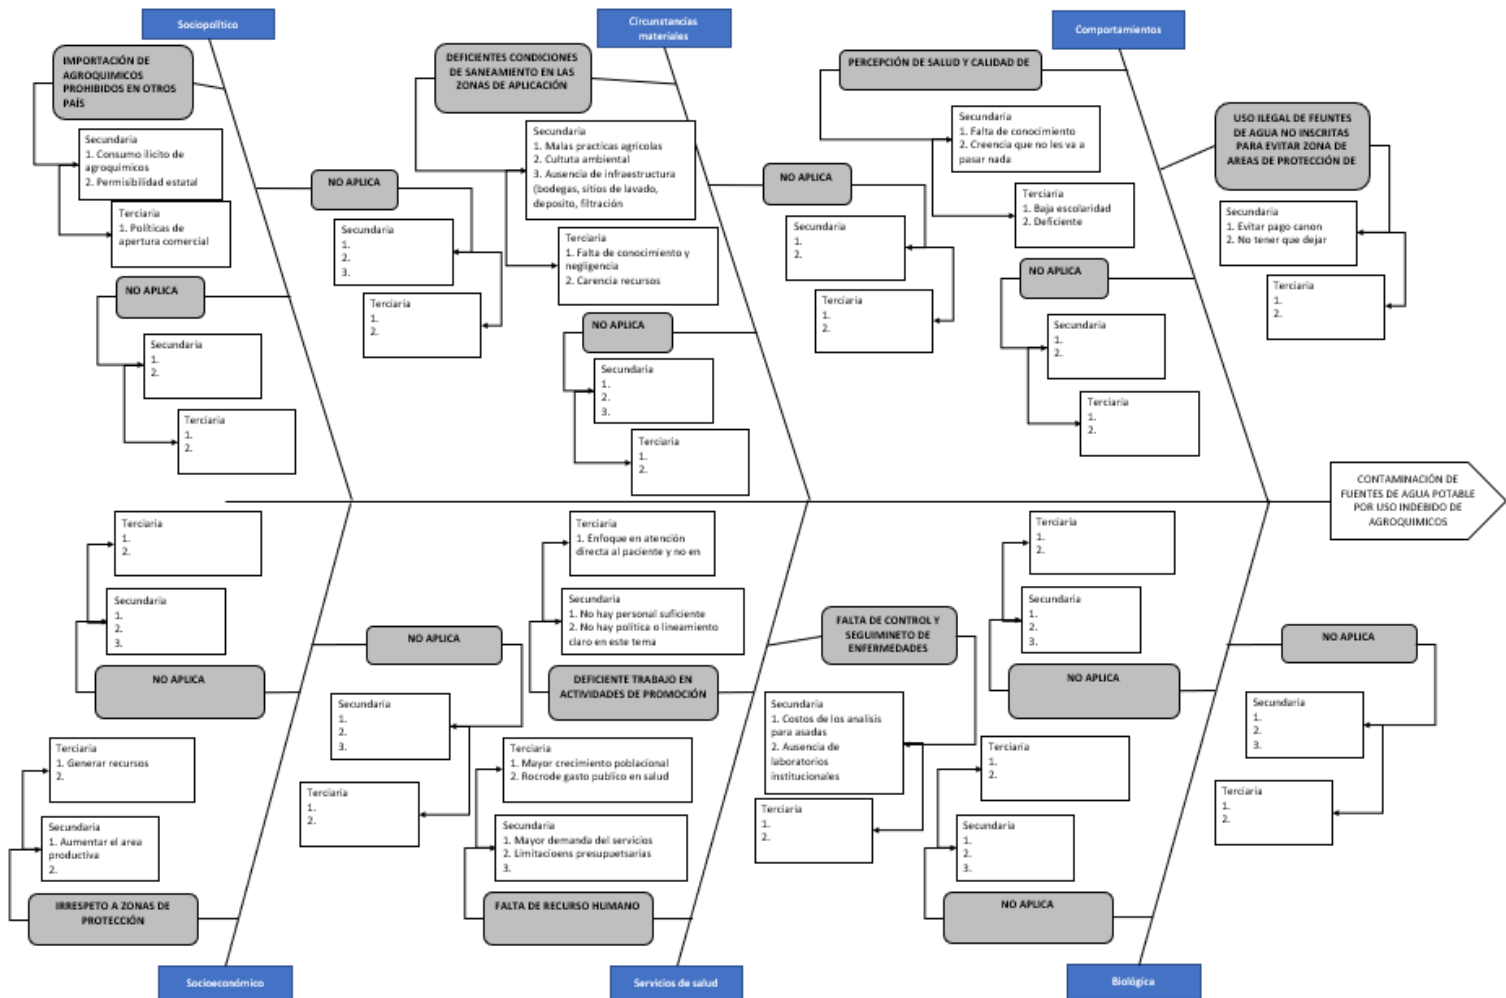 Sociopolítico
IMPORTACIÓN DE
AGROQUIMICOS
PROHIBIDOS EN OTROS
PAÍS
Secundaria
1. Consumo ilícito de
agroquimicos
2. Permisibilidad estatal
Terciaria
1. Políticas de
apertura comercial
NO APLICA
Secundaria
1.
2.
3.
Terciaria
1.
2.
NO APLICA
Secundaria
1.
2.
Terciaria
1.
2.
Circunstancias
materiales
DEFICIENTES CONDICIONES
DE SANEAMIENTO EN LAS
ZONAS DE APLICACIÓN
Secundaria
1. Malas practicas agrícolas
2. Cultuta ambiental
3. Ausencia de infraestructura
(bodegas, sitios de lavado,
deposito, filtración
Terciaria
1. Falta de conocimiento y
negligencia
2. Carencia recursos
NO APLICA
Secundaria
1.
2.
Terciaria
1.
2.
NO APLICA
Secundaria
1.
2.
3.
Terciaria
1.
2.
Comportamientos
PERCEPCIÓN DE SALUD Y CALIDAD DE
Secundaria
1. Falta de conocimiento
2. Creencia que no les va a
pasar nada
Terciaria
1. Baja escolaridad
2. Deficiente
USO ILEGAL DE FEUNTES
DE AGUA NO INSCRITAS
PARA EVITAR ZONA DE
AREAS DE PROTECCIÓN DE
Secundaria
1. Evitar pago canon
2. No tener que dejar
Terciaria
1.
2.
NO APLICA
Secundaria
1.
2.
Terciaria
1.
2.
CONTAMINACIÓN DE
FUENTES DE AGUA POTABLE
POR USO INDEBIDO DE
AGROQUIMICOS
Terciaria
1.
2.
Secundaria
1.
2.
3.
NO APLICA
NO APLICA
Secundaria
1.
2.
3.
Terciaria
1.
2.
Terciaria
1. Generar recursos
2.
Secundaria
1. Aumentar el area
productiva
2.
IRRESPETO A ZONAS DE
PROTECCIÓN
Socioeconómico
Terciaria
1. Enfoque en atención
directa al paciente y no en
Secundaria
1. No hay personal suficiente
2. No hay política o lineamiento
claro en este tema
DEFICIENTE TRABAJO EN
ACTIVIDADES DE PROMOCIÓN
FALTA DE CONTROL Y
SEGUIMINETO DE
ENFERMEDADES
Secundaria
1. Costos de los analisis
para asadas
2. Ausencia de
laboratorios
institucionales
Terciaria
1.
2.
Terciaria
1. Mayor crecimiento poblacional
2. Rocrode gasto publico en salud
Secundaria
1. Mayor demanda del servicios
2. Limitacioens presupuetsarias
3.
FALTA DE RECURSO HUMANO
Servicios de salud
Terciaria
1.
2.
Secundaria
1.
2.
3.
NO APLICA
NO APLICA
Secundaria
1.
2.
3.
Terciaria
1.
2.
Terciaria
1.
2.
Secundaria
1.
2.
3.
NO APLICA
Biológica